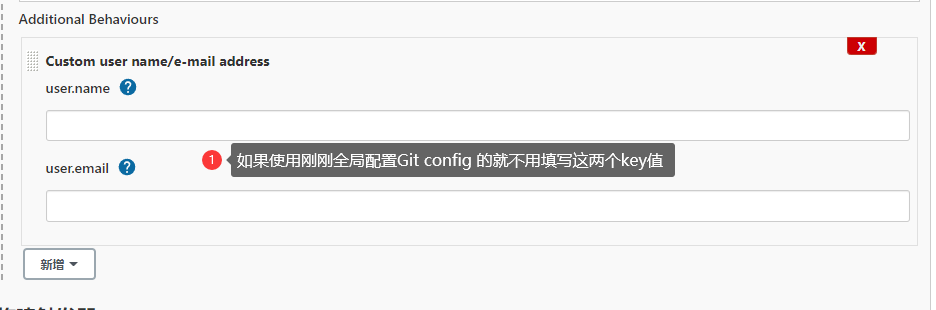 Additional Behaviours
X
Custom user name/e-mail address
user.name ?
1 如果使用刚刚全局配置Git config 的就不用填写这两个key值
user.email ?
新增